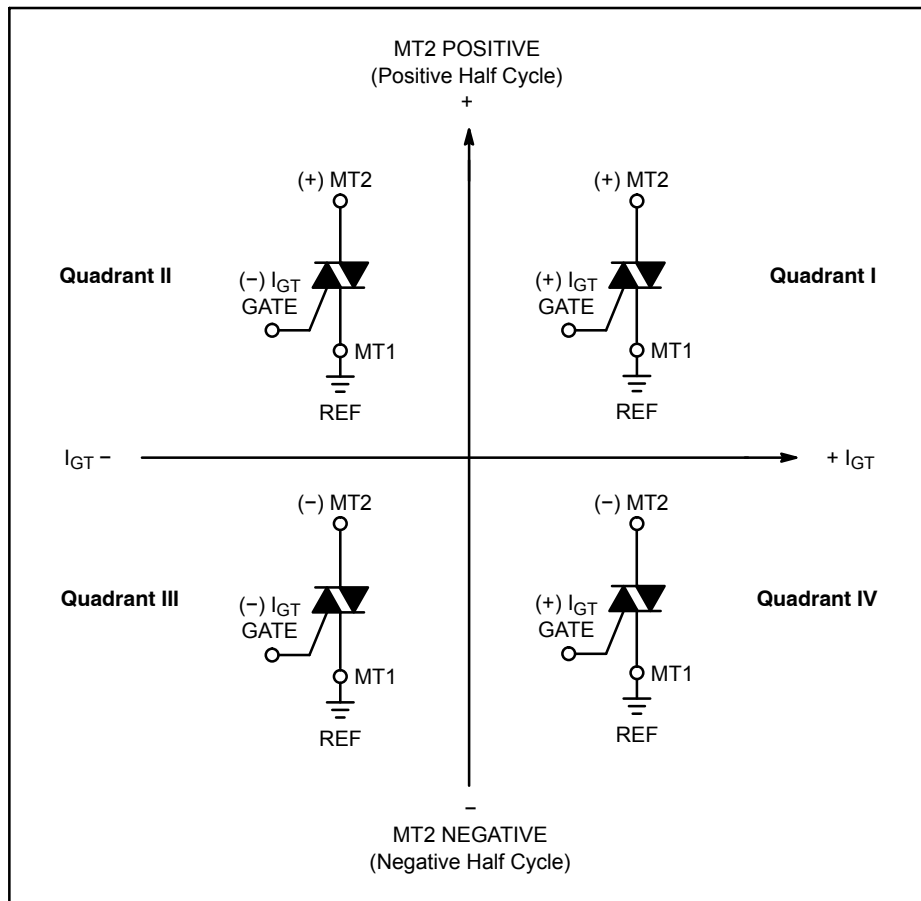 MT2 POSITIVE
(Positive Half Cycle)
+
(+) MT2
(+) MT2
Quadrant II
(−) IGT
GATE
(+) IGT
GATE
Quadrant I
MT1
MT1
REF
REF
IGT −
+ IGT
(−) MT2
(−) MT2
Quadrant III
(−) IGT
GATE
(+) IGT
GATE
Quadrant IV
MT1
MT1
REF
REF
−
MT2 NEGATIVE
(Negative Half Cycle)